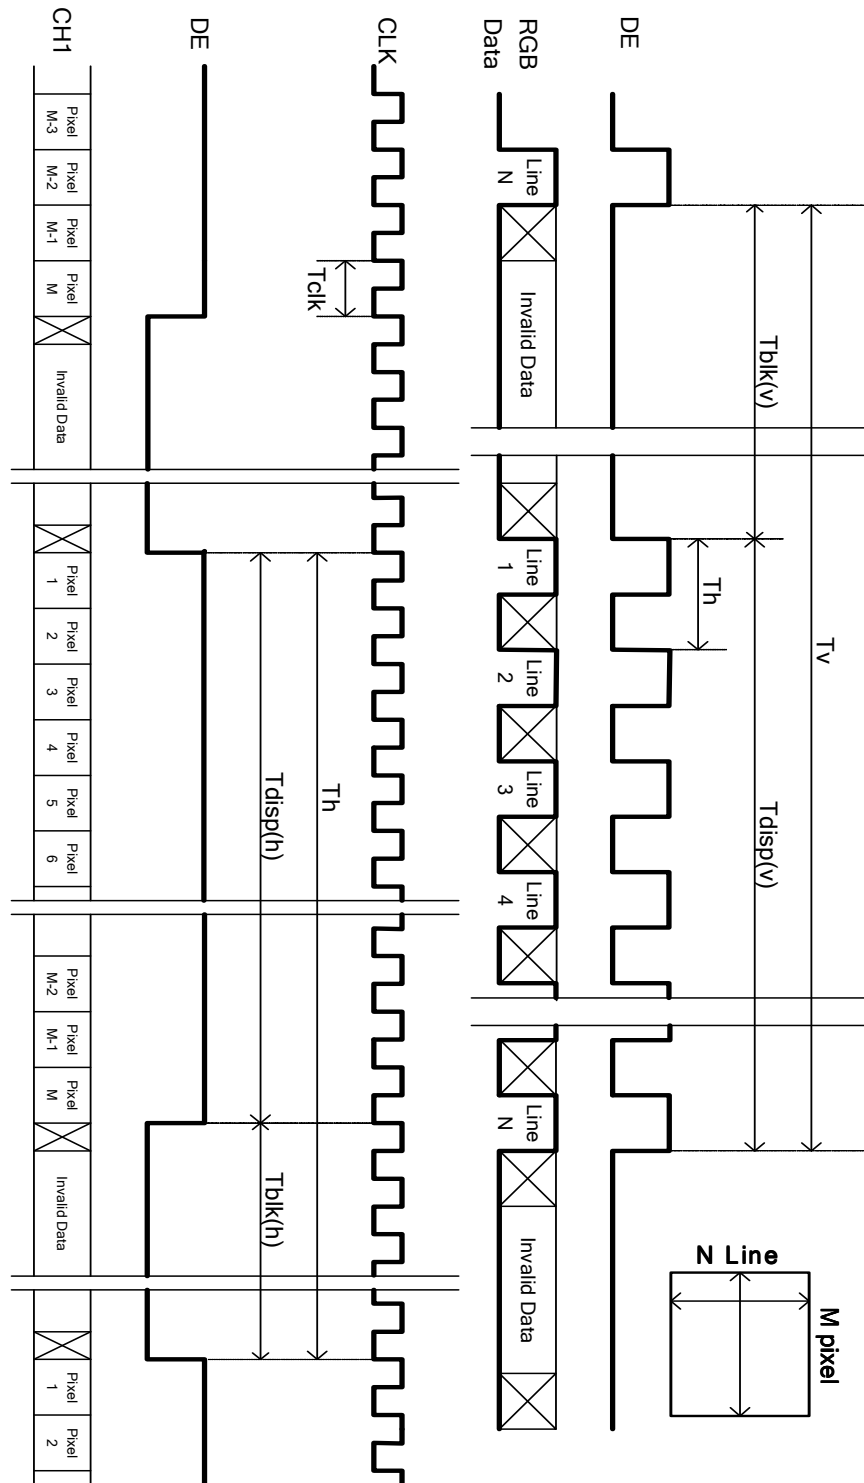 Tv
M pixel
N Line
Tblk(v)
Tdisp(v)
Th
DE
RGB
Data
Line
N
Invalid Data
Line
1
Line
2
Line
3
Line
4
Line
N
Invalid Data
CLK
Tclk
Th
Tdisp(h)
Tblk(h)
DE
CH1
Pixel
M-3
Pixel
M-2
Pixel
M-1
Pixel
M
Invalid Data
Pixel
1
Pixel
2
Pixel
3
Pixel
4
Pixel
5
Pixel
6
Pixel
M-2
Pixel
M-1
Pixel
M
Invalid Data
Pixel
1
Pixel
2